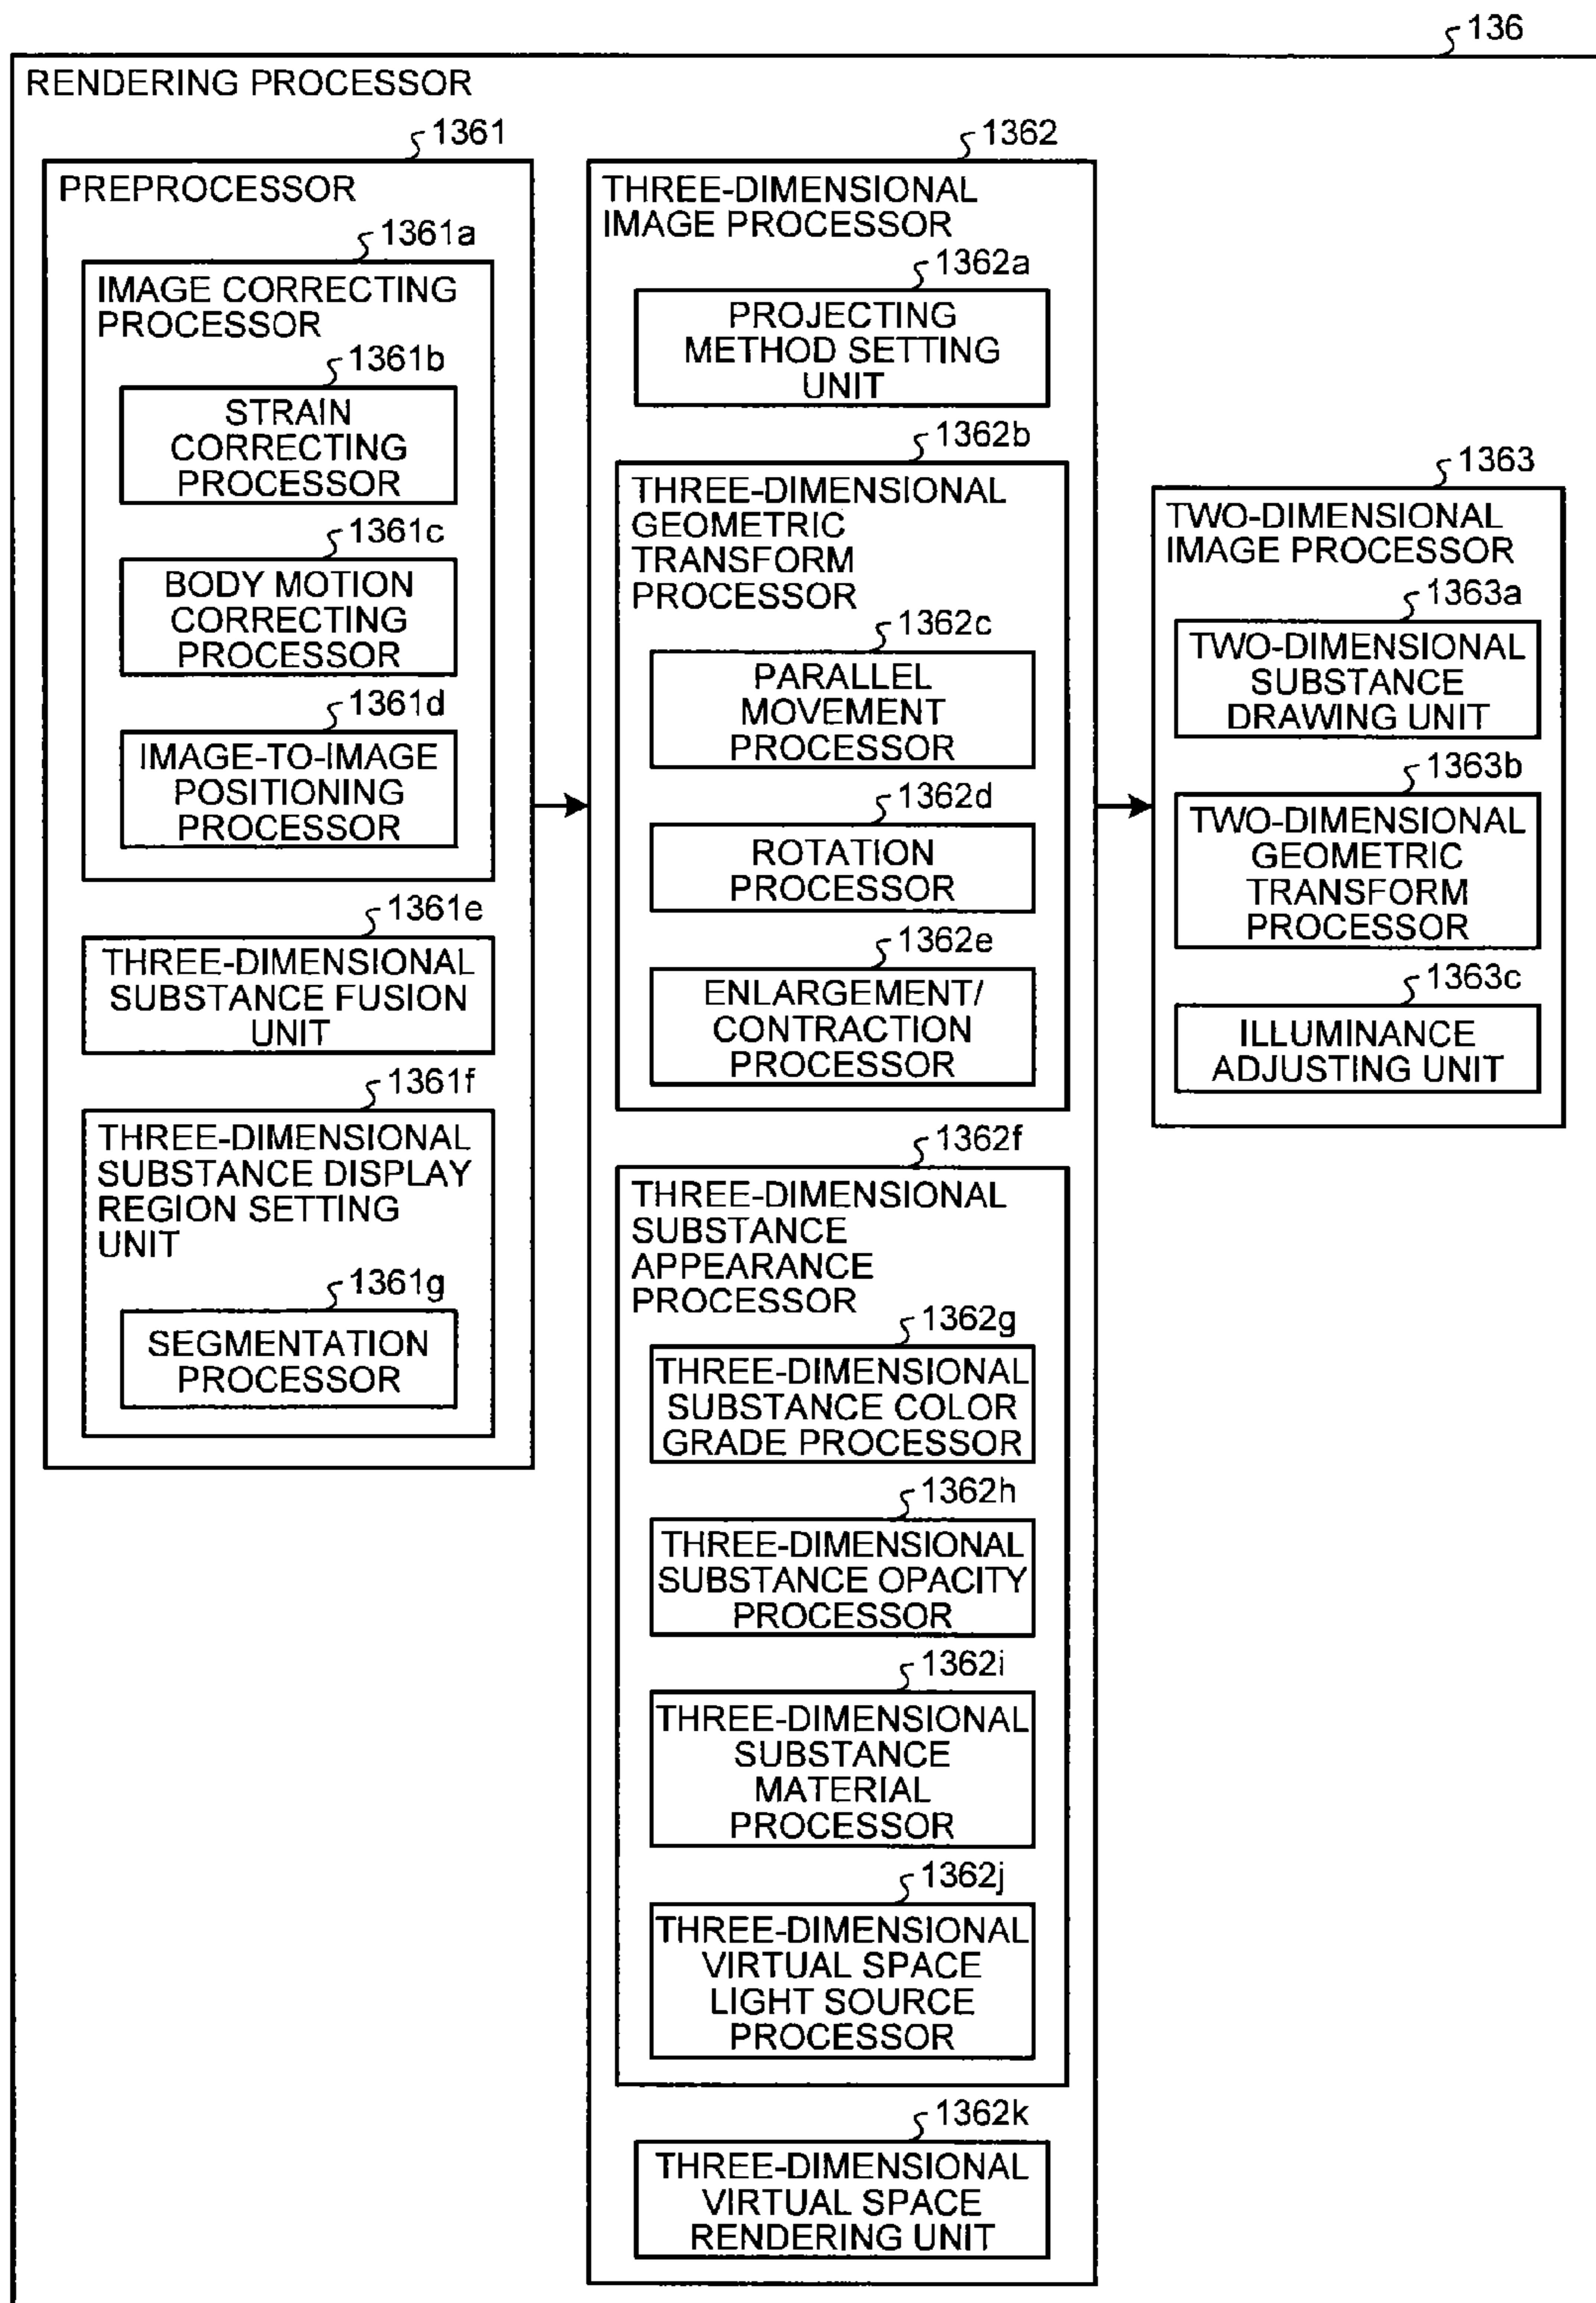 136
RENDERING PROCESSOR
1361
PREPROCESSOR
1361a
IMAGE CORRECTING
PROCESSOR
1361b
STRAIN
CORRECTING
PROCESSOR
1361c
BODY MOTION
CORRECTING
PROCESSOR
1361d
IMAGE-TO-IMAGE
POSITIONING
PROCESSOR
1361e
THREE-DIMENSIONAL
SUBSTANCE FUSION
UNIT
1361f
THREE-DIMENSIONAL
SUBSTANCE DISPLAY
REGION SETTING
UNIT
1361g
SEGMENTATION
PROCESSOR
1362
THREE-DIMENSIONAL
IMAGE PROCESSOR
1362a
PROJECTING
METHOD SETTING
UNIT
1362b
THREE-DIMENSIONAL
GEOMETRIC
TRANSFORM
PROCESSOR
1362c
PARALLEL
MOVEMENT
PROCESSOR
1362d
ROTATION
PROCESSOR
1362e
ENLARGEMENT/
CONTRACTION
PROCESSOR
1362f
THREE-DIMENSIONAL
SUBSTANCE
APPEARANCE
PROCESSOR
1362g
THREE-DIMENSIONAL
SUBSTANCE COLOR
GRADE PROCESSOR
1362h
THREE-DIMENSIONAL
SUBSTANCE OPACITY
PROCESSOR
1362i
THREE-DIMENSIONAL
SUBSTANCE
MATERIAL
PROCESSOR
1362j
THREE-DIMENSIONAL
VIRTUAL SPACE
LIGHT SOURCE
PROCESSOR
1362k
THREE-DIMENSIONAL
VIRTUAL SPACE
RENDERING UNIT
1363
TWO-DIMENSIONAL
IMAGE PROCESSOR
1363a
TWO-DIMENSIONAL
SUBSTANCE
DRAWING UNIT
1363b
TWO-DIMENSIONAL
GEOMETRIC
TRANSFORM
PROCESSOR
1363c
ILLUMINANCE
ADJUSTING UNIT